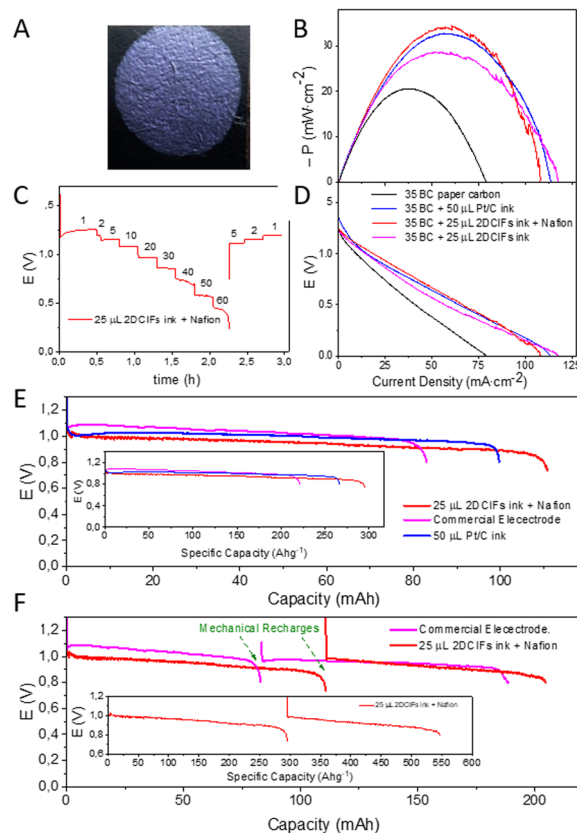 A
B
30
20
10
0
– P (mW·cm⁻²)
C
,5
1 2 5 10 20 30 40 50 60 5 2 1
1,0
0,5
1,0
E (V)
25 µL 2DCIFs ink + Nafion
0,0 0,5 1,0 1,5 2,0 2,5 3,0
time (h)
D
35 BC paper carbon
35 BC + 50 µL Pt/C ink
35 BC + 25 µL 2DCIFs ink + Nafion
35 BC + 25 µL 2DCIFs ink
,5
1,0
0,5
0,0
E (V)
0 25 50 75 100 125
Current Density (mA·cm⁻²)
E
1,2
1,0
0,8
0,6
0,4
0,2
0,0
E (V)
1,2
0,8
0,4
0,0
E (V)
0 50 100 150 200 250 300
Specific Capacity (Ahg⁻¹)
25 µL 2DCIFs ink + Nafion
Commercial Elecectrode
50 µL Pt/C ink
0 20 40 60 80 100
Capacity (mAh)
F
1,2
1,0
0,8
0,6
0,4
0,2
0,0
E (V)
Mechanical Recharges
Commercial Elecectrode.
25 µL 2DCIFs ink + Nafion
1,2
1,0
0,8
0,6
E (V)
25 µL 2DCIFs ink + Nafion
0 50 100 150 200 250 300 350 400 450 500 550 600
Specific Capacity (Ahg⁻¹)
0 50 100 150 200
Capacity (mAh)